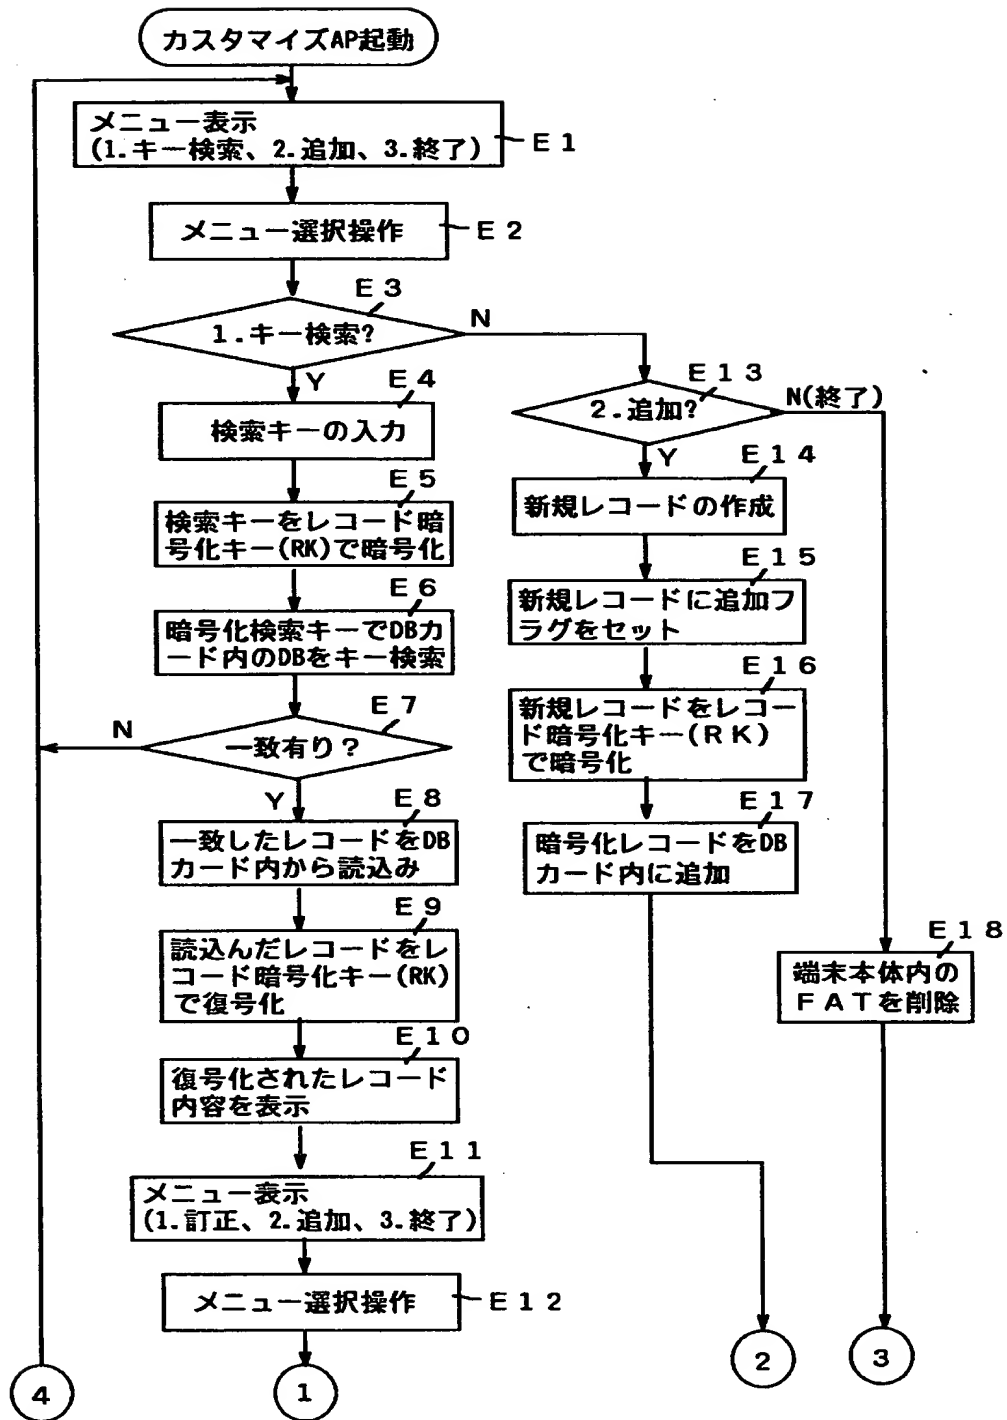 カスタマイズAP起動
メニュー表示
(1.キー検索、2.追加、3.終了)
E1
メニュー選択操作
E2
E3
1.キー検索?
N
Y
E4
検索キーの入力
E5
検索キーをレコード暗
号化キー(RK)で暗号化
E6
暗号化検索キーでDBカ
ード内のDBをキー検索
E7
一致有り?
N
Y
E8
一致したレコードをDB
カード内から読込み
E9
読込んだレコードをレ
コード暗号化キー(RK)
で復号化
E10
復号化されたレコード
内容を表示
E11
メニュー表示
(1.訂正、2.追加、3.終了)
メニュー選択操作
E12
4
1
E13
2.追加?
N(終了)
Y
E14
新規レコードの作成
E15
新規レコードに追加フ
ラグをセット
E16
新規レコードをレコー
ド暗号化キー(RK)
で暗号化
E17
暗号化レコードをDB
カード内に追加
E18
端末本体内の
FATを削除
2
3